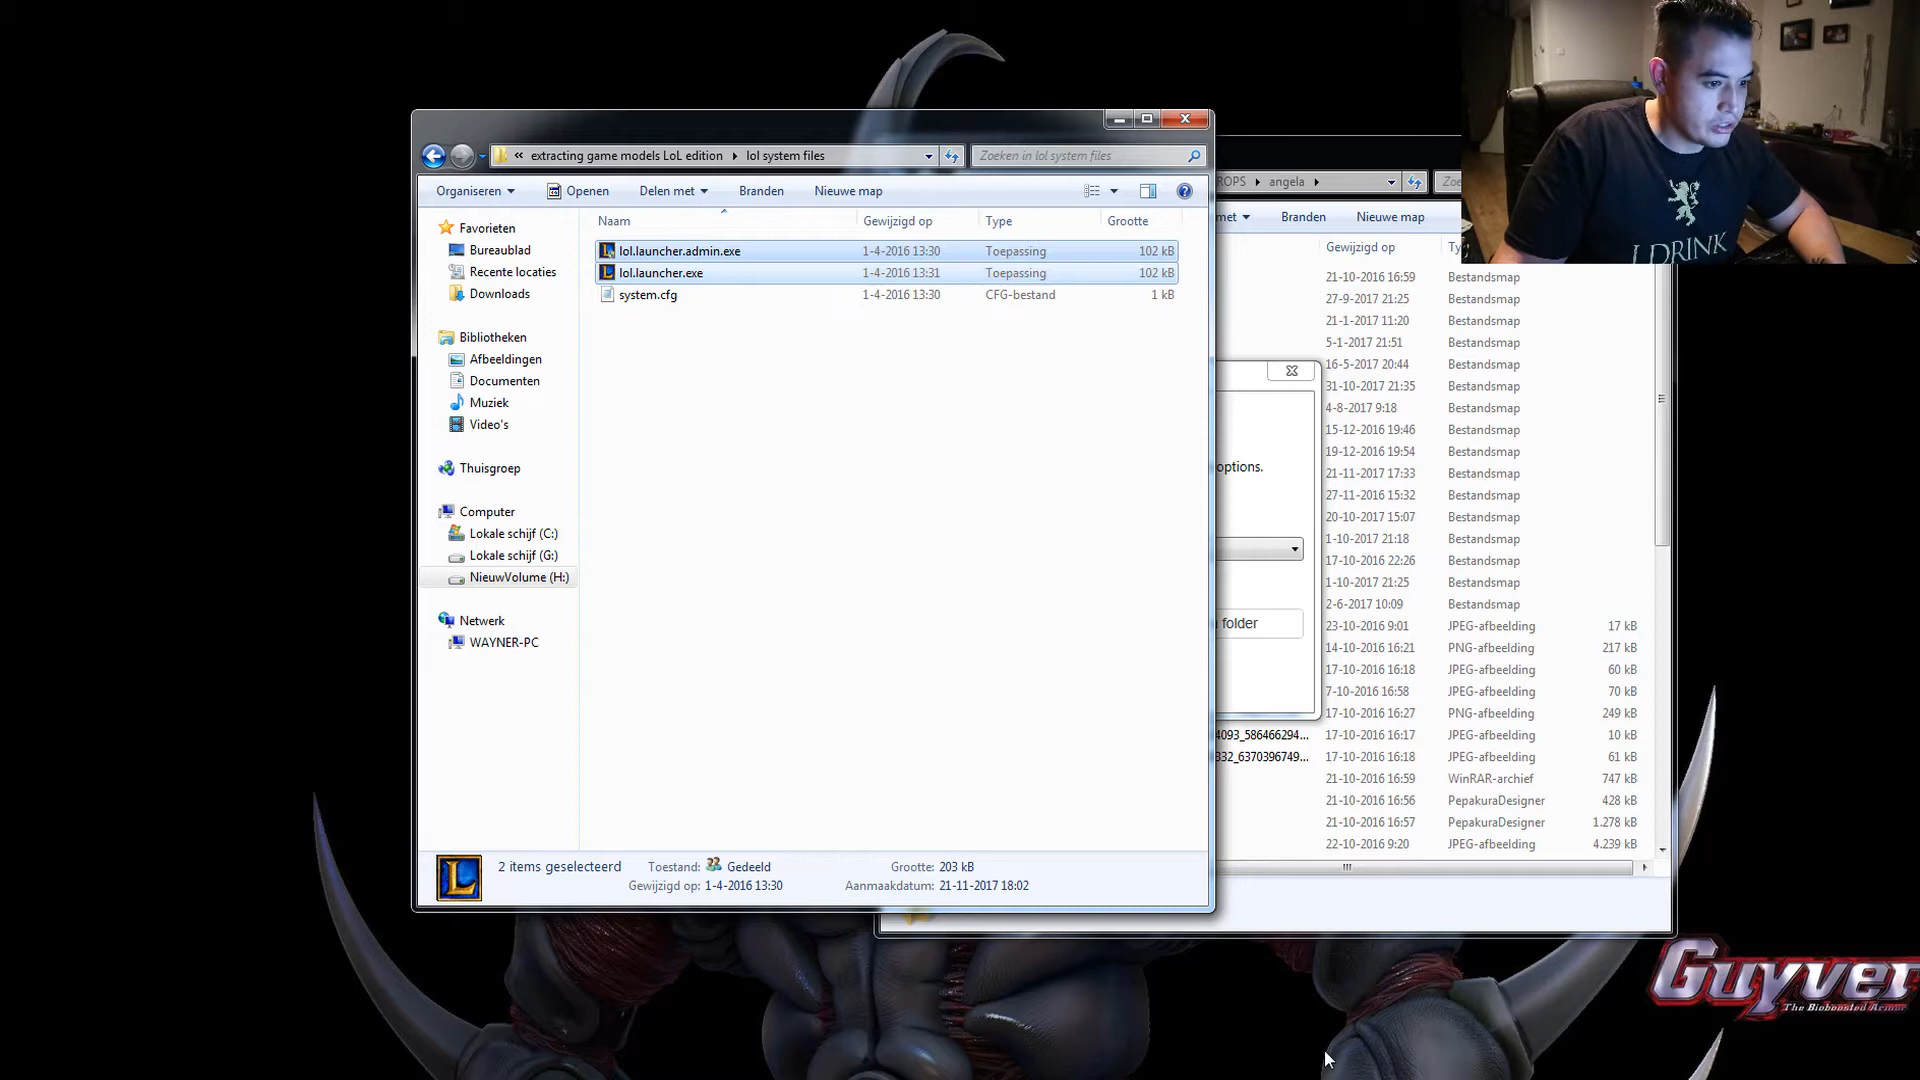 extracting game models LoL edition
lol system files
Zoeken in lol system files
Organiseren
Openen
Delen met
Branden
Nieuwe map
Naam
Gewijzigd op
Type
Grootte
lol.launcher.admin.exe 1-4-2016 13:30 Toepassing 102 kB
lol.launcher.exe 1-4-2016 13:31 Toepassing 102 kB
system.cfg 1-4-2016 13:30 CFG-bestand 1 kB
Favorieten
Bureaublad
Recente locaties
Downloads
Bibliotheken
Afbeeldingen
Documenten
Muziek
Video's
Thuisgroep
Computer
Lokale schijf (C:)
Lokale schijf (G:)
NieuwVolume (H:)
Netwerk
WAYNER-PC
2 items geselecteerd Toestand: Gedeeld Grootte: 203 kB
Gewijzigd op: 1-4-2016 13:30 Aanmaakdatum: 21-11-2017 18:02
ROPS angela
met Branden Nieuwe map
Gewijzigd op
21-10-2016 16:59 Bestandsmap
27-9-2017 21:25 Bestandsmap
21-1-2017 11:20 Bestandsmap
5-1-2017 21:51 Bestandsmap
16-5-2017 20:44 Bestandsmap
31-10-2017 21:35 Bestandsmap
4-8-2017 9:18 Bestandsmap
15-12-2016 19:46 Bestandsmap
19-12-2016 19:54 Bestandsmap
21-11-2017 17:33 Bestandsmap
27-11-2016 15:32 Bestandsmap
20-10-2017 15:07 Bestandsmap
1-10-2017 21:18 Bestandsmap
17-10-2016 22:26 Bestandsmap
1-10-2017 21:25 Bestandsmap
2-6-2017 10:09 Bestandsmap
23-10-2016 9:01 JPEG-afbeelding 17 kB
14-10-2016 16:21 PNG-afbeelding 217 kB
17-10-2016 16:18 JPEG-afbeelding 60 kB
7-10-2016 16:58 JPEG-afbeelding 70 kB
17-10-2016 16:27 PNG-afbeelding 249 kB
4093_586466294... 17-10-2016 16:17 JPEG-afbeelding 10 kB
332_6370396749... 17-10-2016 16:18 JPEG-afbeelding 61 kB
21-10-2016 16:59 WinRAR-archief 747 kB
21-10-2016 16:56 PepakuraDesigner 428 kB
21-10-2016 16:57 PepakuraDesigner 1.278 kB
22-10-2016 9:20 JPEG-afbeelding 4.239 kB
options.
folder
I DRINK
Guyver
The Bioboosted Armor